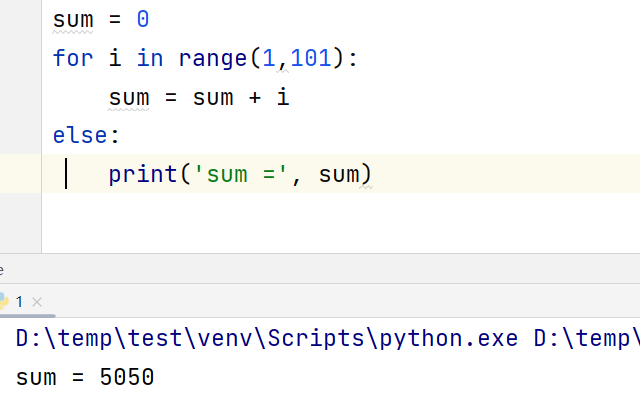 sum = 0
for i in range(1,101):
    sum = sum + i
else:
    print('sum =', sum)
e
1 ×
D:\temp\test\venv\Scripts\python.exe D:\temp\
sum = 5050